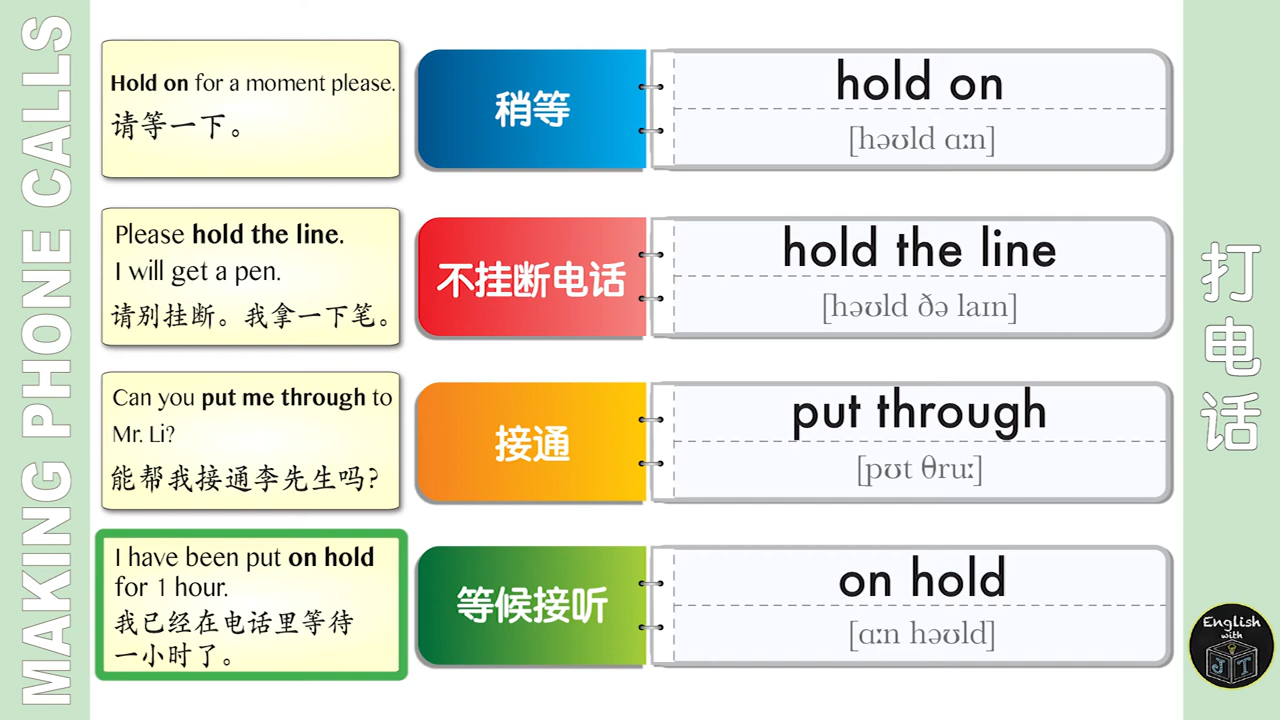 MAKING PHONE CALLS
Hold on for a moment please.
请等一下。
稍等
hold on
[həʊld ɑːn]
Please hold the line.
I will get a pen.
请别挂断。我拿一下笔。
不挂断电话
hold the line
[həʊld ðə laɪn]
Can you put me through to
Mr. Li?
能帮我接通李先生吗?
接通
put through
[pʊt θruː]
I have been put on hold
for 1 hour.
我已经在电话里等待
一小时了。
等候接听
on hold
[ɑːn həʊld]
打电话
English
with
JT